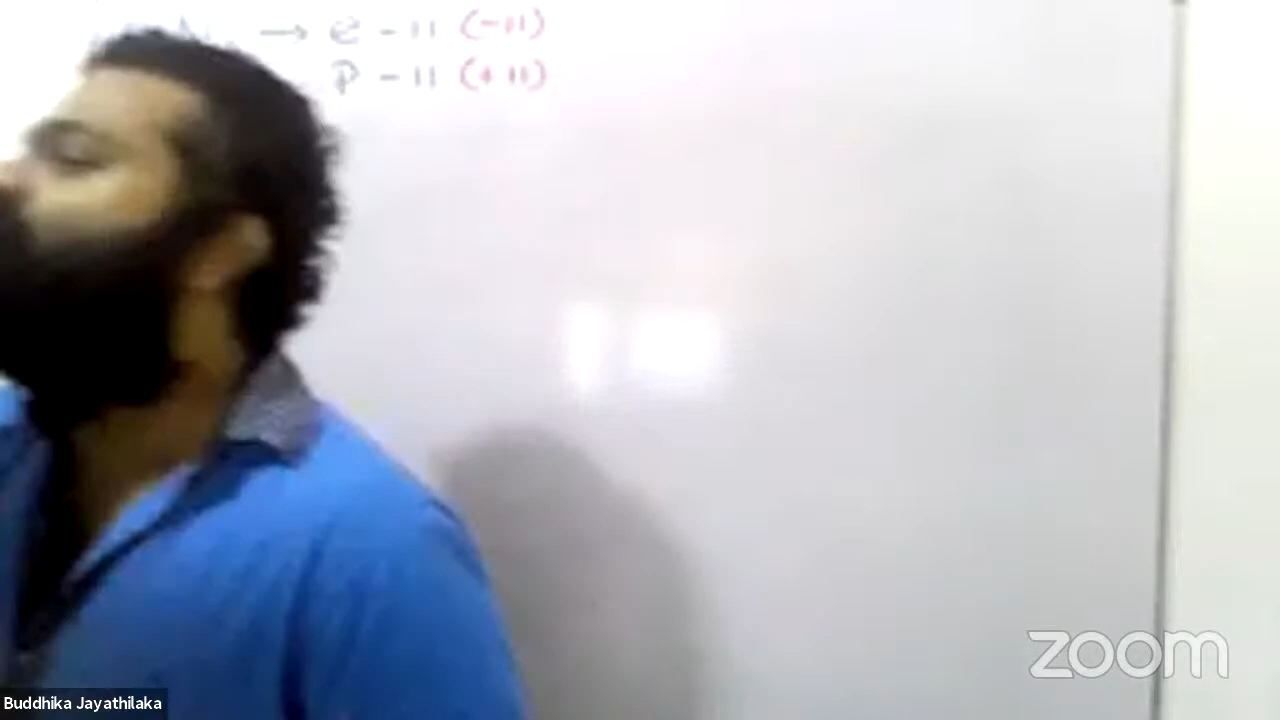 → e - 11 (-11)
P - 11 (+11)
zoom
Buddhika Jayathilaka